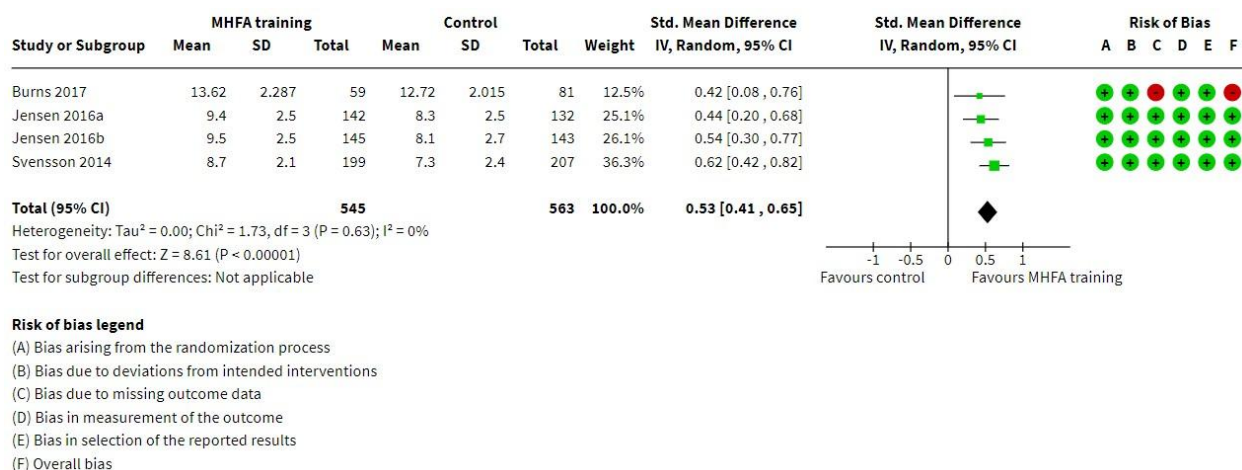 MHFA training Control Std. Mean Difference Std. Mean Difference Risk of Bias
Study or Subgroup Mean SD Total Mean SD Total Weight IV, Random, 95% CI IV, Random, 95% CI A B C D E F
Burns 2017 13.62 2.287 59 12.72 2.015 81 12.5% 0.42 [0.08 , 0.76] + + - + + -
Jensen 2016a 9.4 2.5 142 8.3 2.5 132 25.1% 0.44 [0.20 , 0.68] + + + + + +
Jensen 2016b 9.5 2.5 145 8.1 2.7 143 26.1% 0.54 [0.30 , 0.77] + + + + + +
Svensson 2014 8.7 2.1 199 7.3 2.4 207 36.3% 0.62 [0.42 , 0.82] + + + + + +
Total (95% CI) 545 563 100.0% 0.53 [0.41 , 0.65]
Heterogeneity: Tau² = 0.00; Chi² = 1.73, df = 3 (P = 0.63); I² = 0%
Test for overall effect: Z = 8.61 (P < 0.00001)
-1 -0.5 0 0.5 1
Test for subgroup differences: Not applicable Favours control Favours MHFA training
Risk of bias legend
(A) Bias arising from the randomization process
(B) Bias due to deviations from intended interventions
(C) Bias due to missing outcome data
(D) Bias in measurement of the outcome
(E) Bias in selection of the reported results
(F) Overall bias